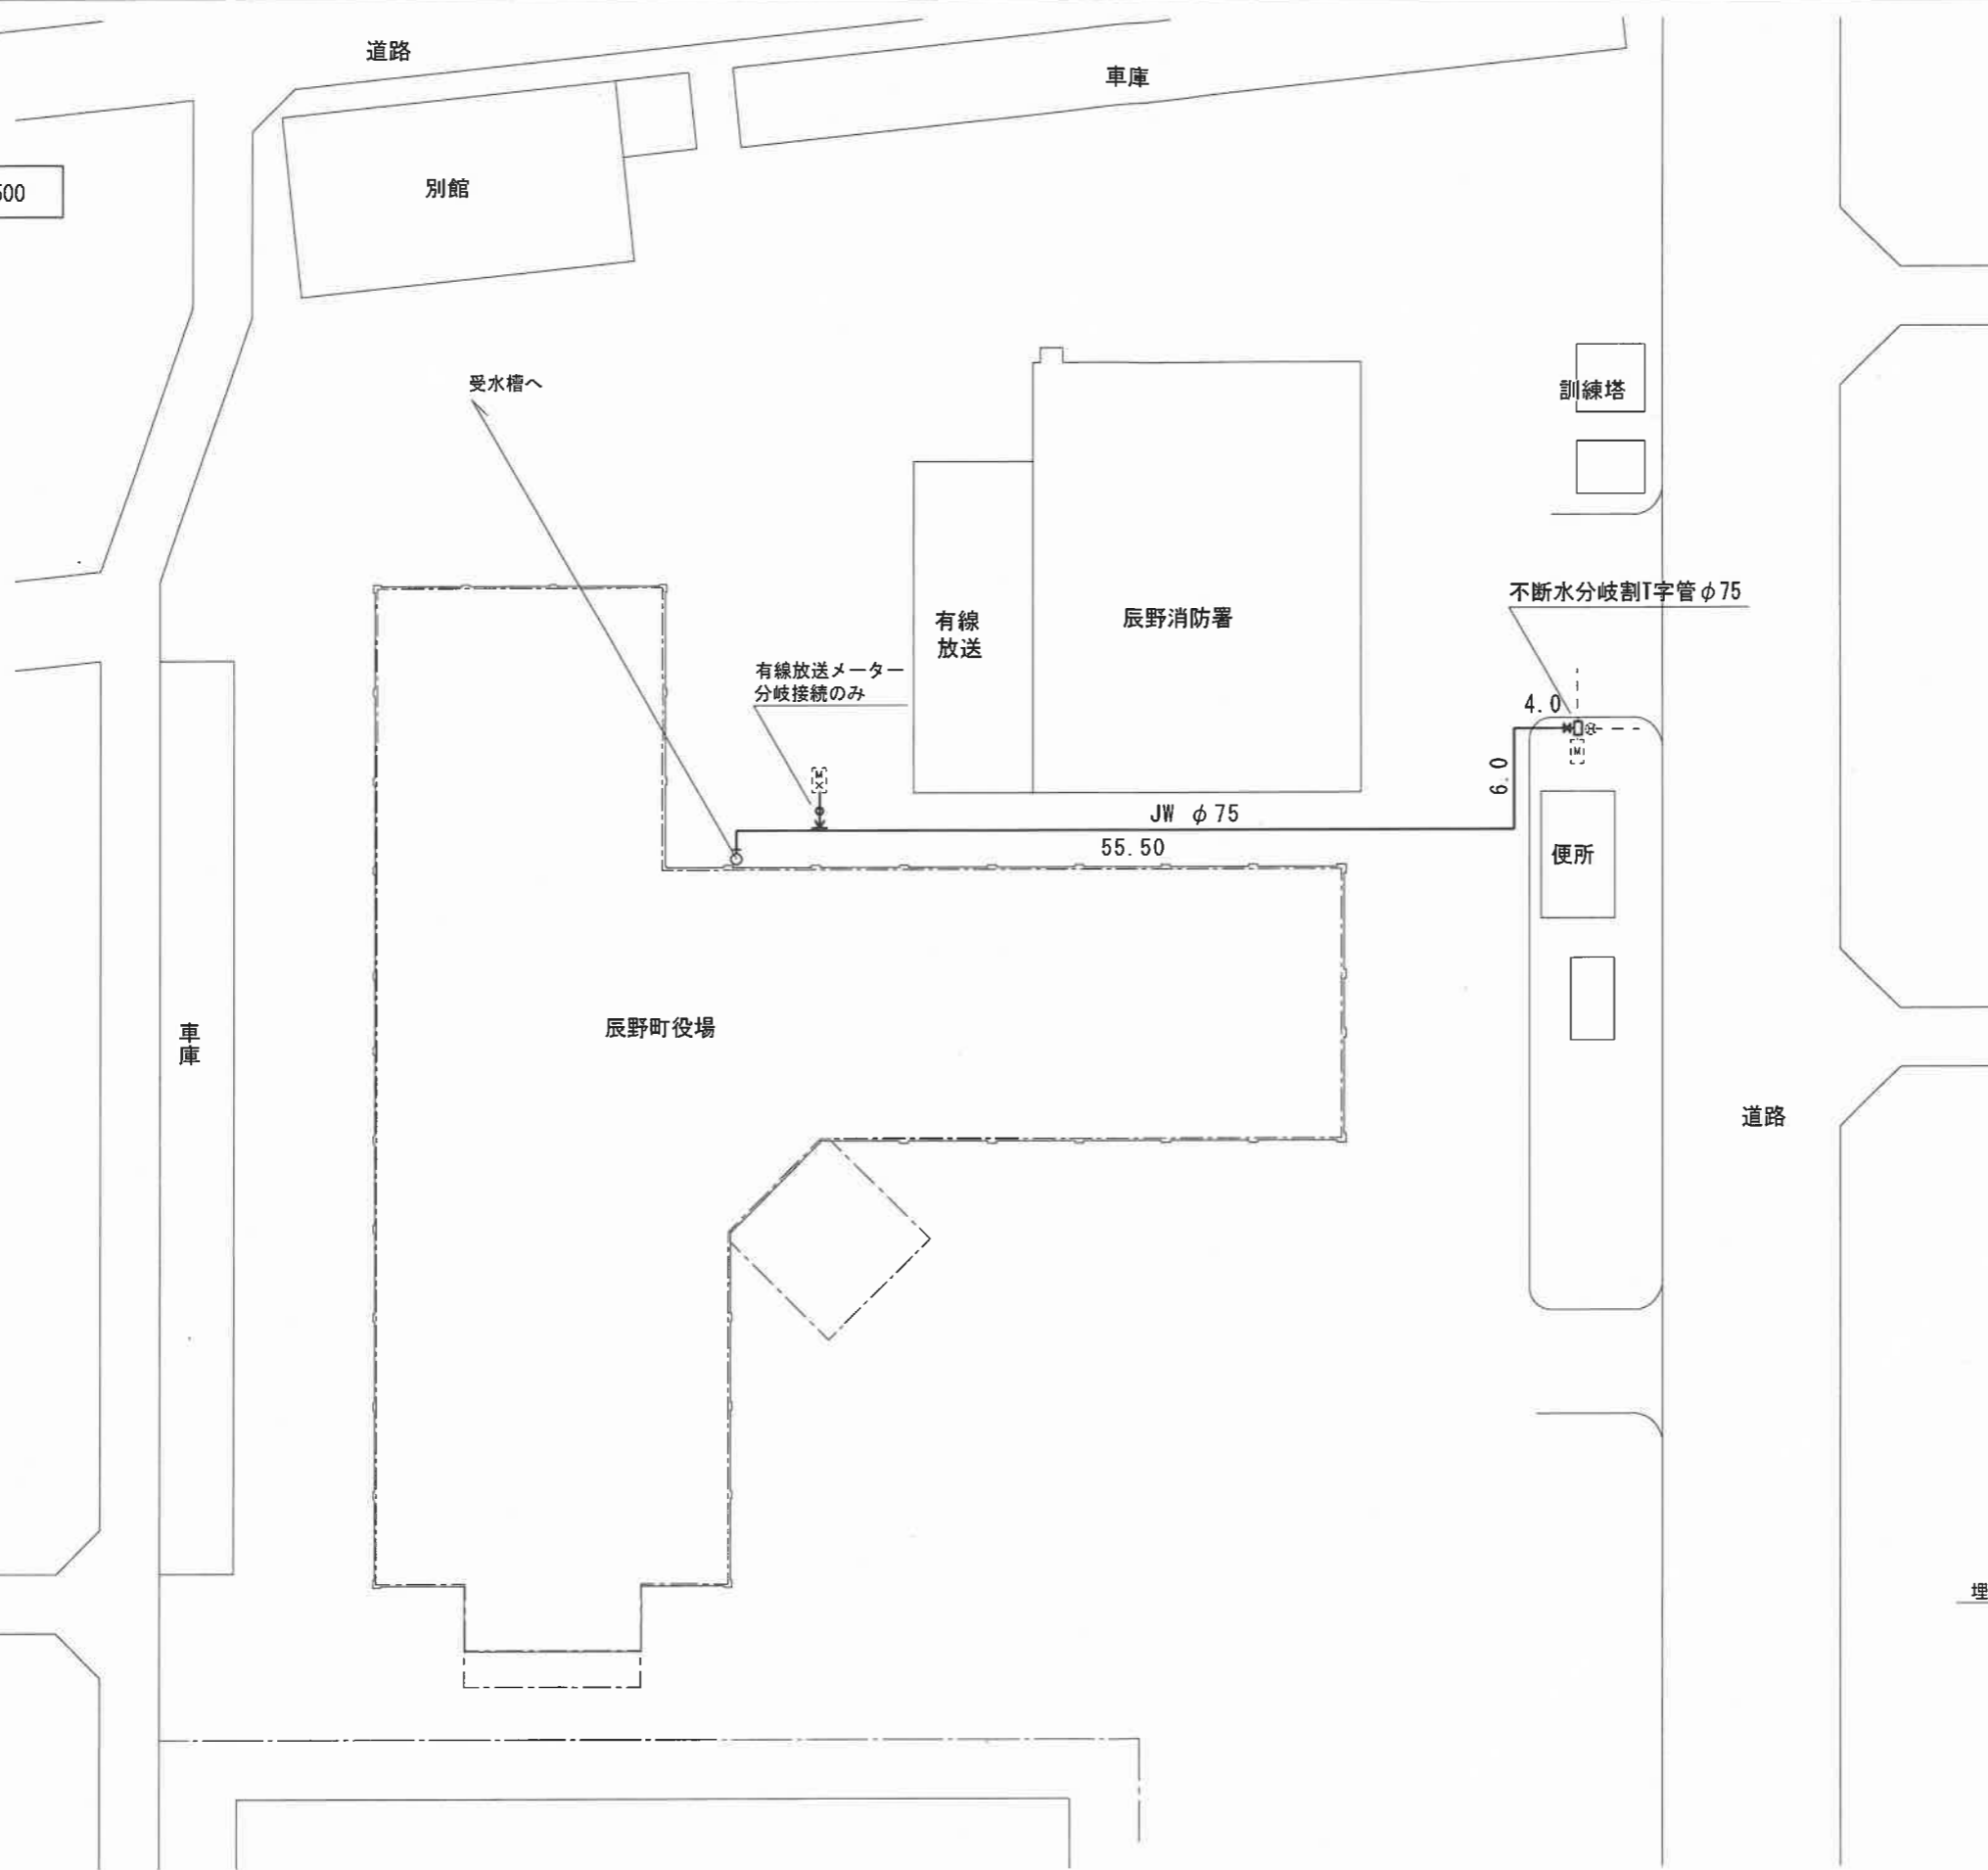 道路
車庫
別館
500
受水槽へ
訓練塔
不断水分岐割T字管φ75
有線
放送
辰野消防署
有線放送メーター
分岐接続のみ
4.0
M
M
6.0
JW φ75
55.50
便所
辰野町役場
車庫
道路
埋